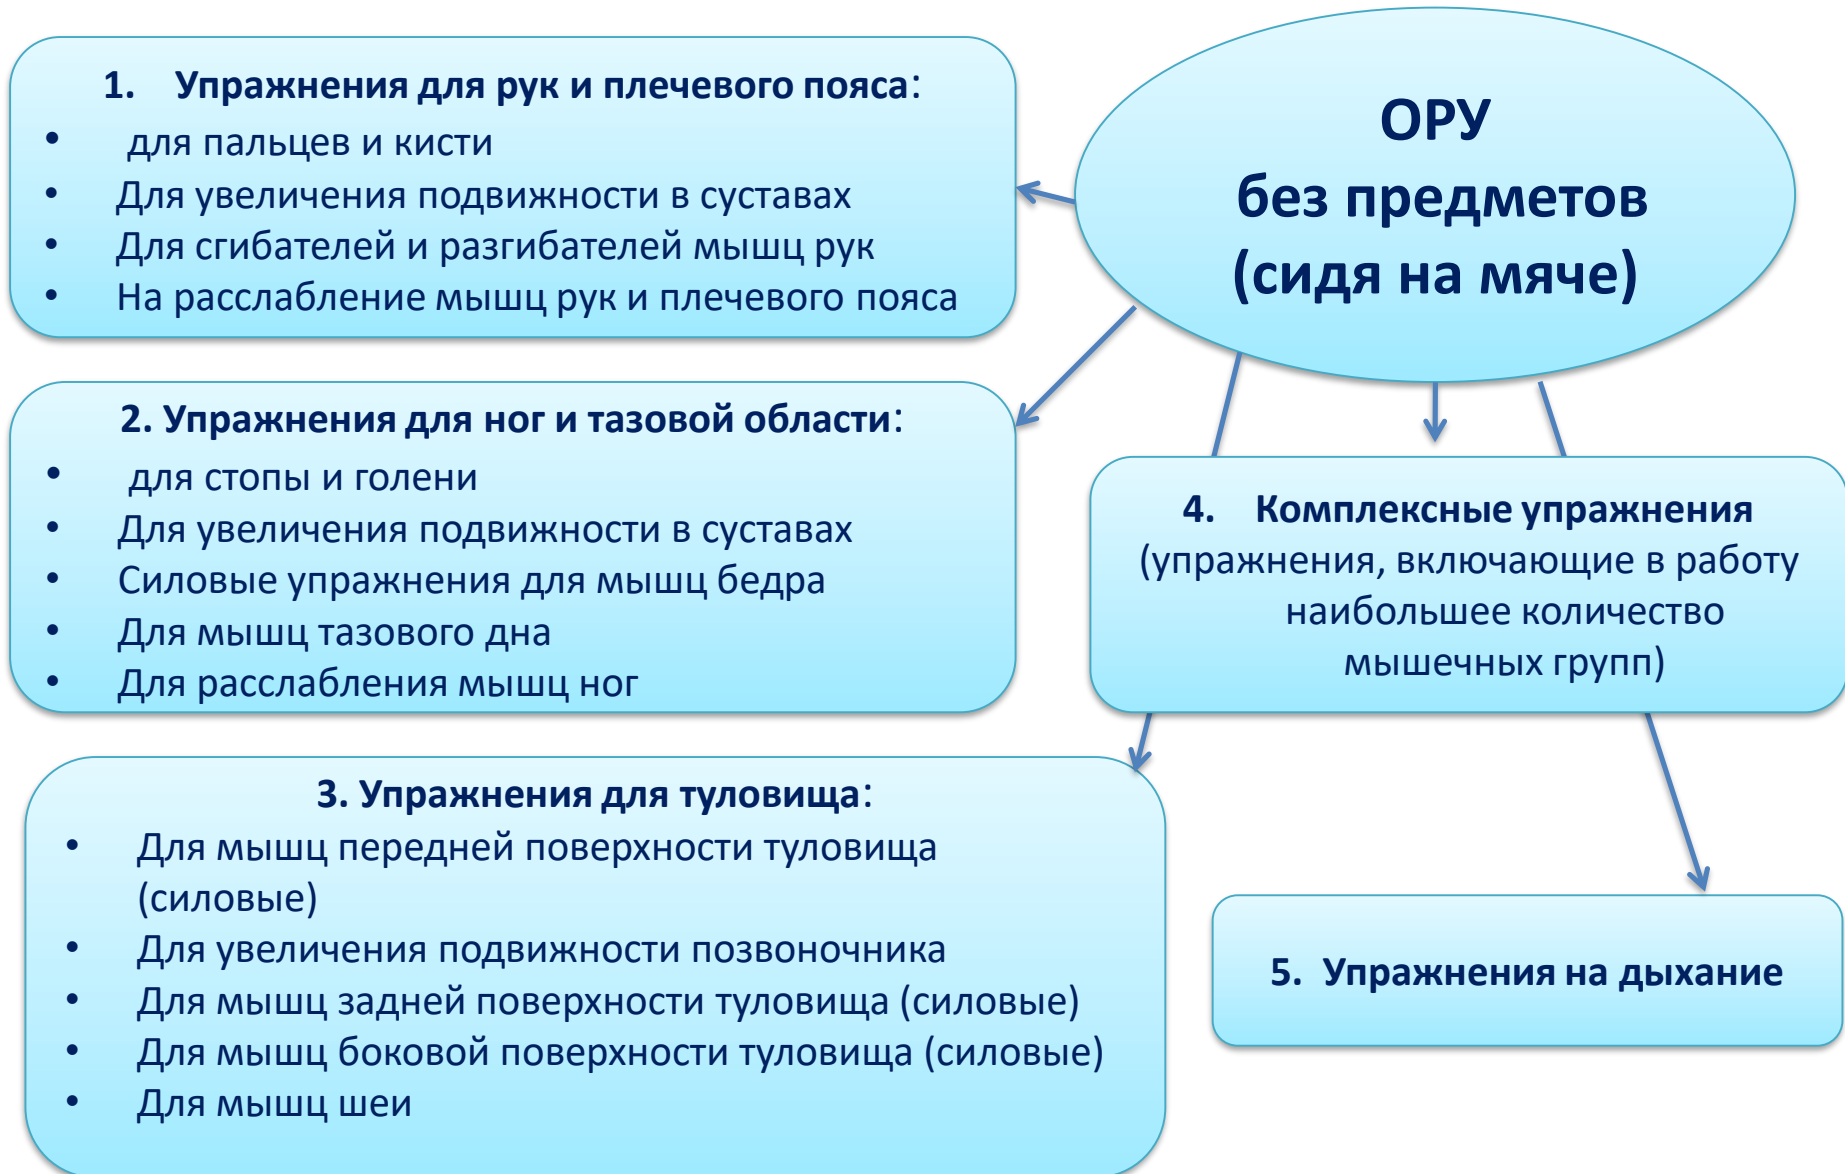 ОРУ
без предметов
(сидя на мяче)
1. Упражнения для рук и плечевого пояса:
• для пальцев и кисти
• Для увеличения подвижности в суставах
• Для сгибателей и разгибателей мышц рук
• На расслабление мышц рук и плечевого пояса
2. Упражнения для ног и тазовой области:
• для стопы и голени
• Для увеличения подвижности в суставах
• Силовые упражнения для мышц бедра
• Для мышц тазового дна
• Для расслабления мышц ног
3. Упражнения для туловища:
• Для мышц передней поверхности туловища
(силовые)
• Для увеличения подвижности позвоночника
• Для мышц задней поверхности туловища (силовые)
• Для мышц боковой поверхности туловища (силовые)
• Для мышц шеи
4. Комплексные упражнения
(упражнения, включающие в работу
наибольшее количество
мышечных групп)
5. Упражнения на дыхание